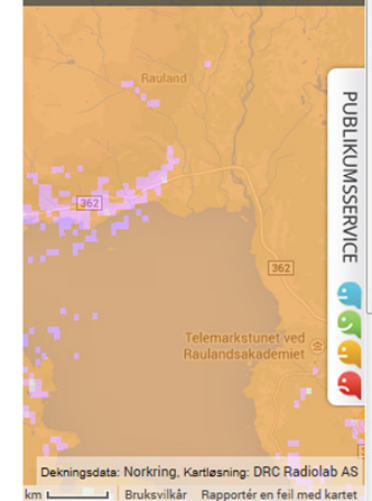 Rauland
PUBLIKUMSSERVICE
362
362
Telemarkstunet ved
Raulandsakademiet
Dekningsdata: Norkring, Kartløsning: DRC Radiolab AS
km Bruksvilkår Rapportér en feil med kartet